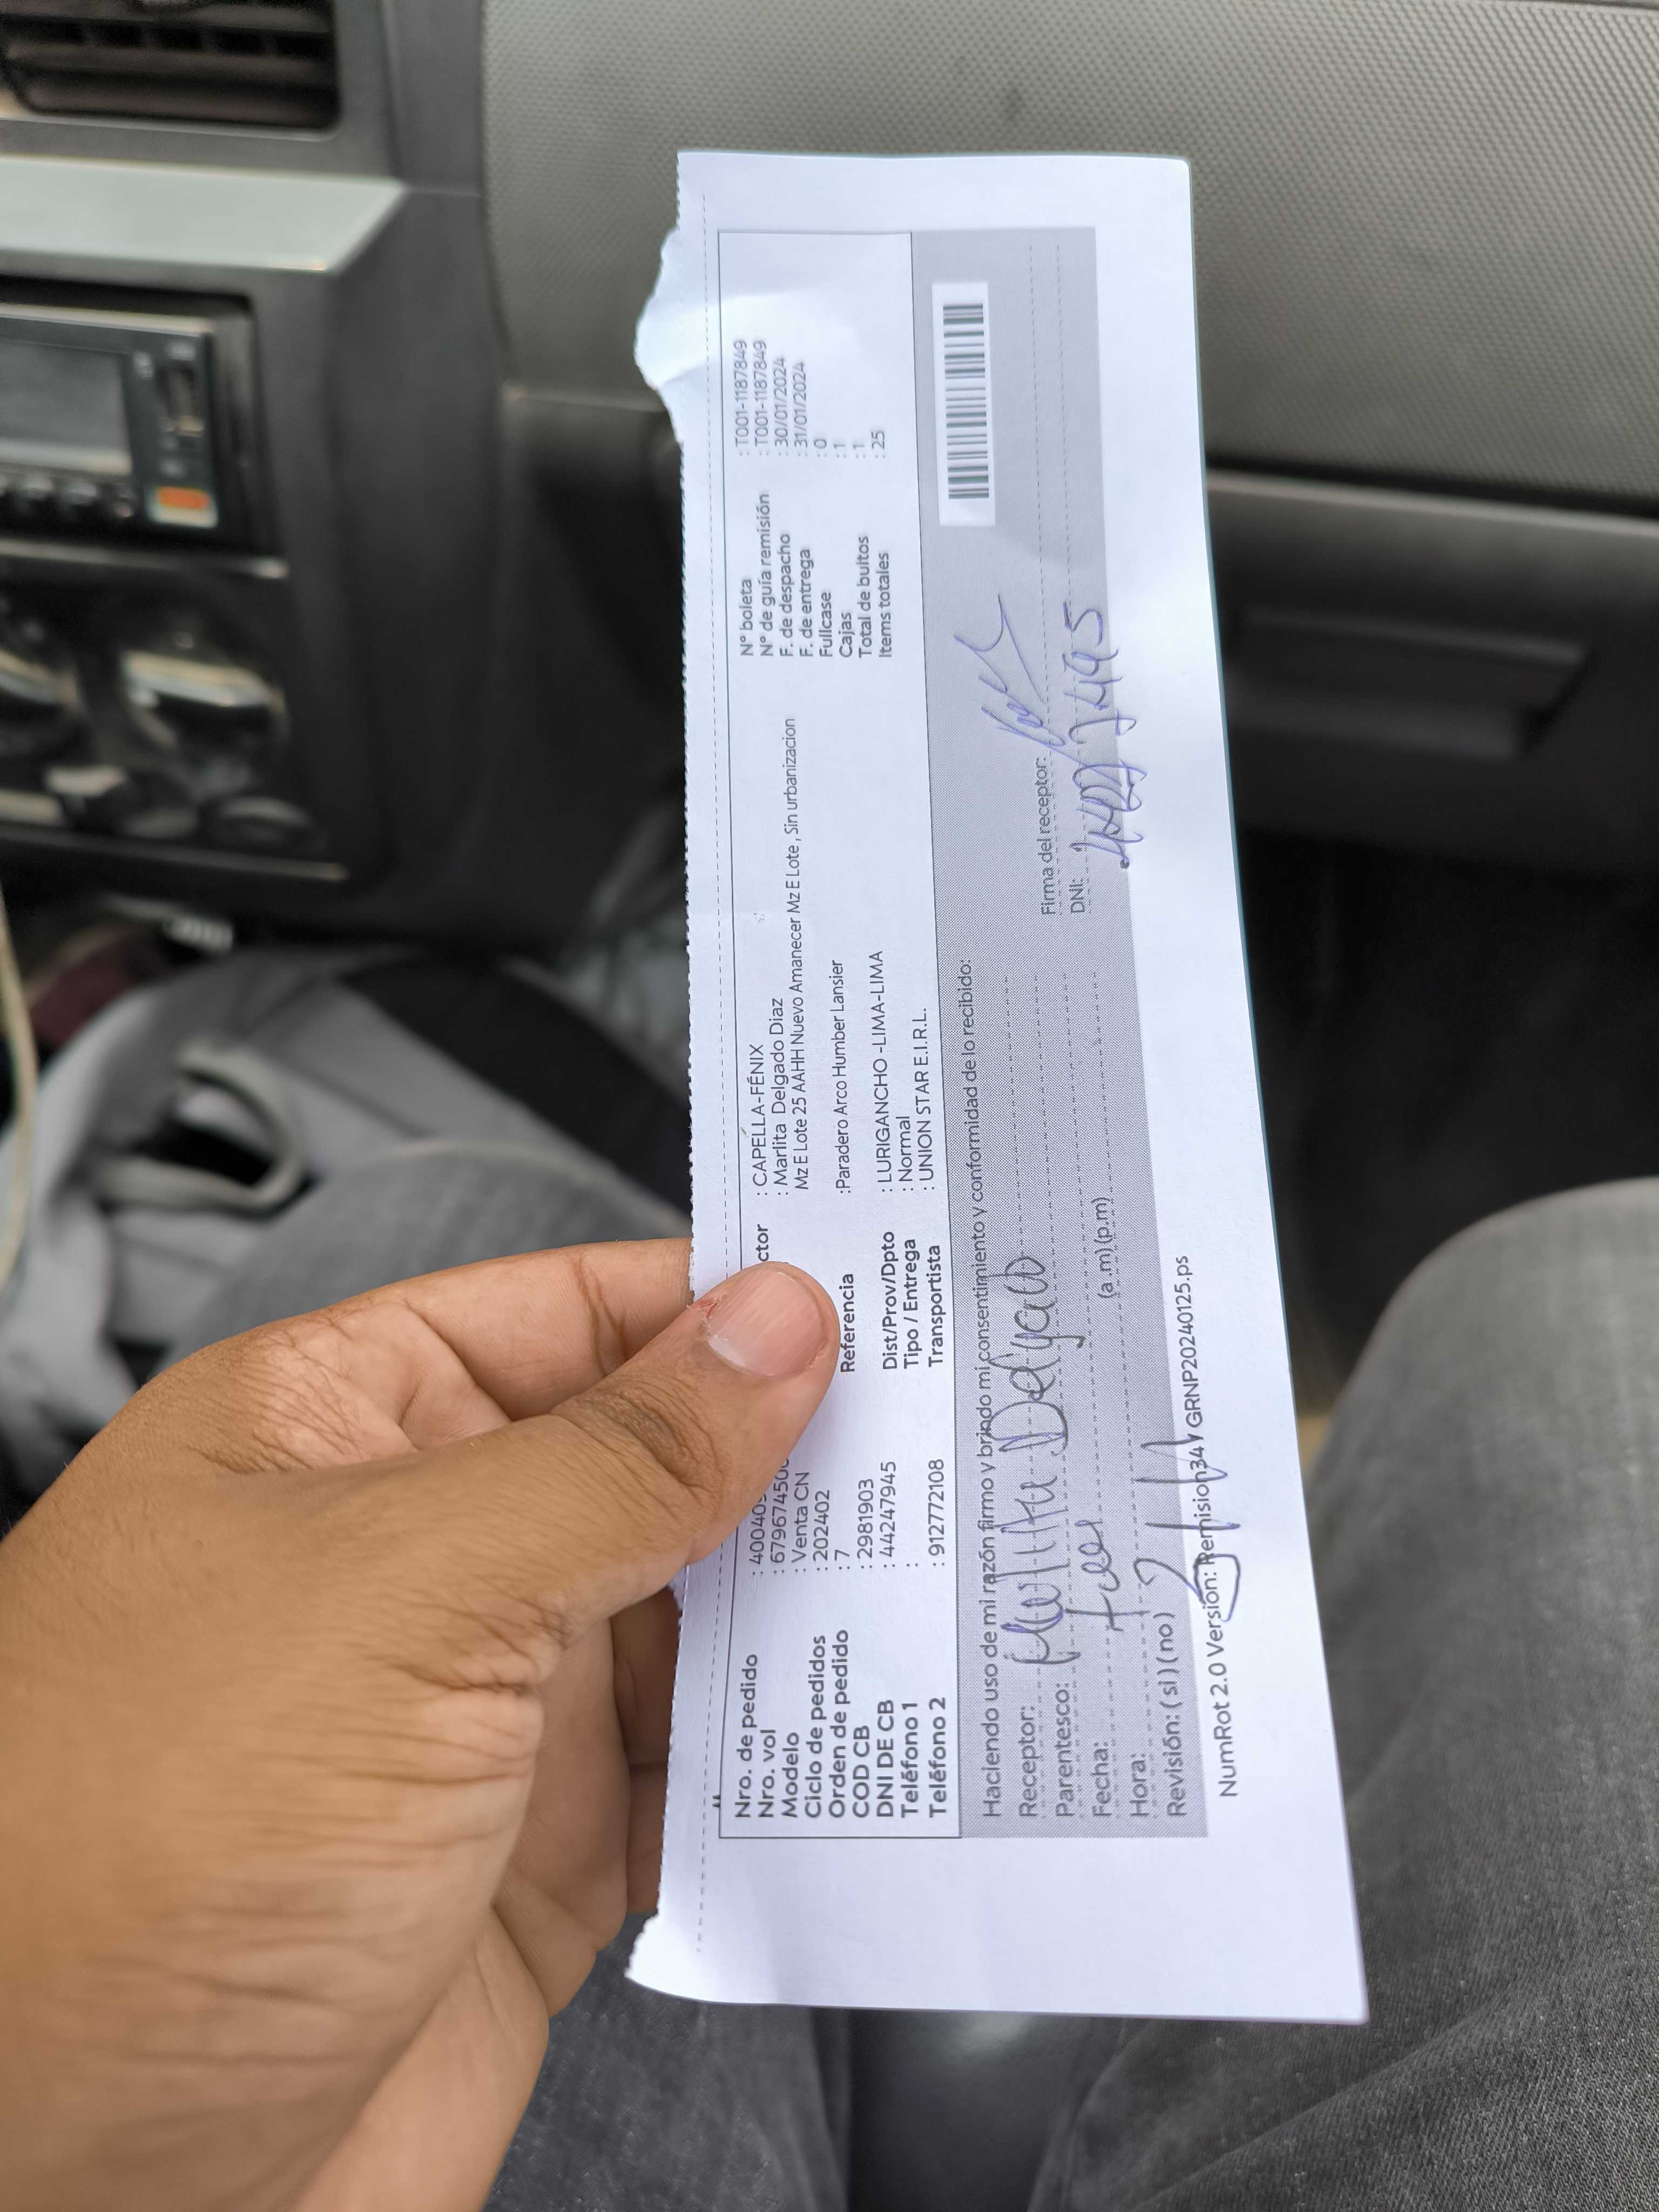 Nro. de pedido : 40040
Nro. vol : 679674500
Modelo : Venta CN
Ciclo de pedidos : 202402
Orden de pedido : 7
COD CB : 2981903
DNI DE CB : 44247945
Teléfono 1 :
Teléfono 2 : 912772108
ctor : CAPELLA-FÉNIX
: Marlita Delgado Diaz
Mz E Lote 25 AAHH Nuevo Amanecer Mz E Lote , Sin urbanizacion
Referencia :Paradero Arco Humber Lansier
Dist/Prov/Dpto : LURIGANCHO -LIMA-LIMA
Tipo / Entrega : Normal
Transportista : UNION STAR E.I.R.L.
N° boleta : T001-1187849
N° de guía remisión : T001-1187849
F. de despacho : 30/01/2024
F. de entrega : 31/01/2024
Fullcase : 0
Cajas : 1
Total de bultos : 1
Items totales : 25
Haciendo uso de mi razón firmo y brindo mi consentimiento y conformidad de lo recibido:
Receptor: Marlita Delgado
Parentesco:
Fecha:
Hora: (a.m)(p.m)
Revisión: ( si ) ( no )
Firma del receptor:
DNI:
NumRot 2.0 Versión: Remision34 Y GRNP20240125.ps